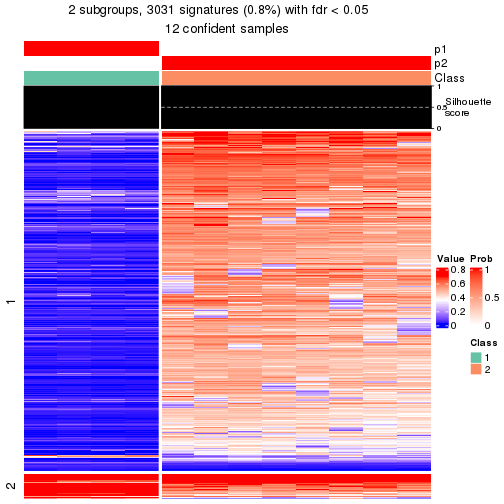 2 subgroups, 3031 signatures (0.8%) with fdr < 0.05
12 confident samples
p1
p2
Class
1
0.5
0
Silhouette
score
1
2
Value
0.8
0.6
0.4
0.2
0
Prob
1
0.5
0
Class
1
2